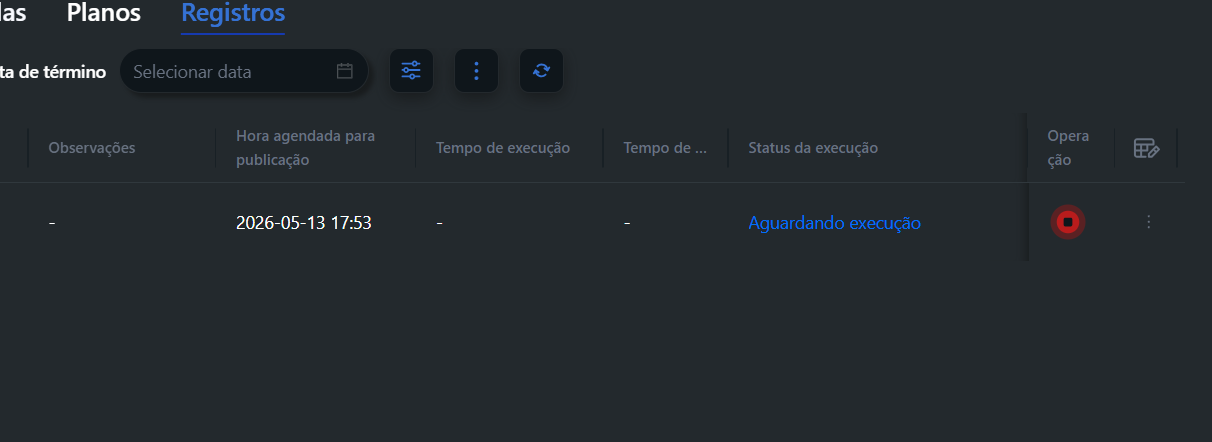 Planos Registros
ta de término Selecionar data
Observações
Hora agendada para
publicação
Tempo de execução
Tempo de ...
Status da execução
Opera
ção
-
2026-05-13 17:53
-
-
Aguardando execução